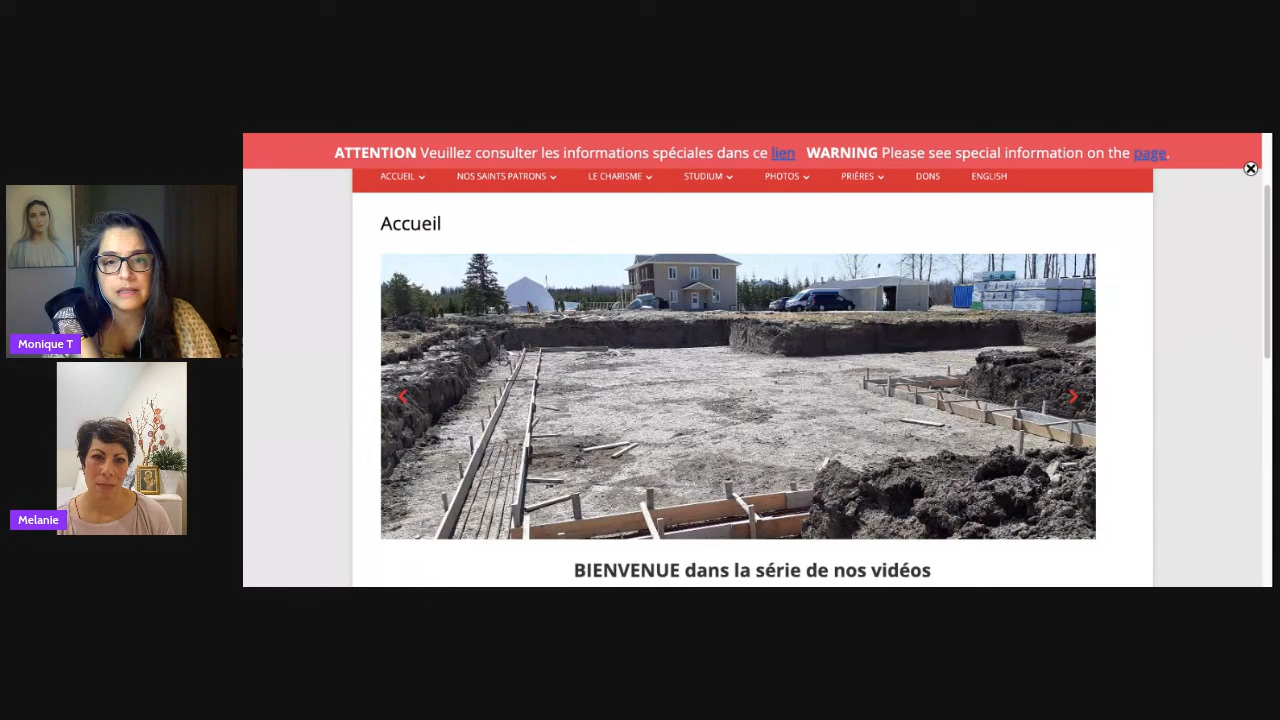 ATTENTION Veuillez consulter les informations spéciales dans ce lien WARNING Please see special information on the page.
ACCUEIL NOS SAINTS PATRONS LE CHARISME STUDIUM PHOTOS PRIÈRES DONS ENGLISH
Accueil
Monique T
Melanie
BIENVENUE dans la série de nos vidéos